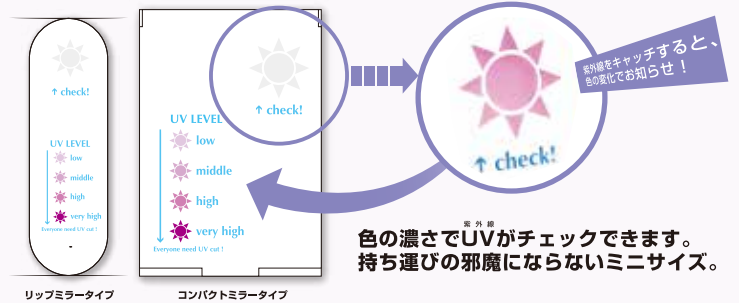 ↑ check!
UV LEVEL
low
middle
high
very high
Everyone need UV cut !
リップミラータイプ
↑ check!
UV LEVEL
low
middle
high
very high
Everyone need UV cut !
コンパクトミラータイプ
↑ check!
紫外線をキャッチすると、
色の変化でお知らせ！
紫外線
色の濃さでUVがチェックできます。
持ち運びの邪魔にならないミニサイズ。